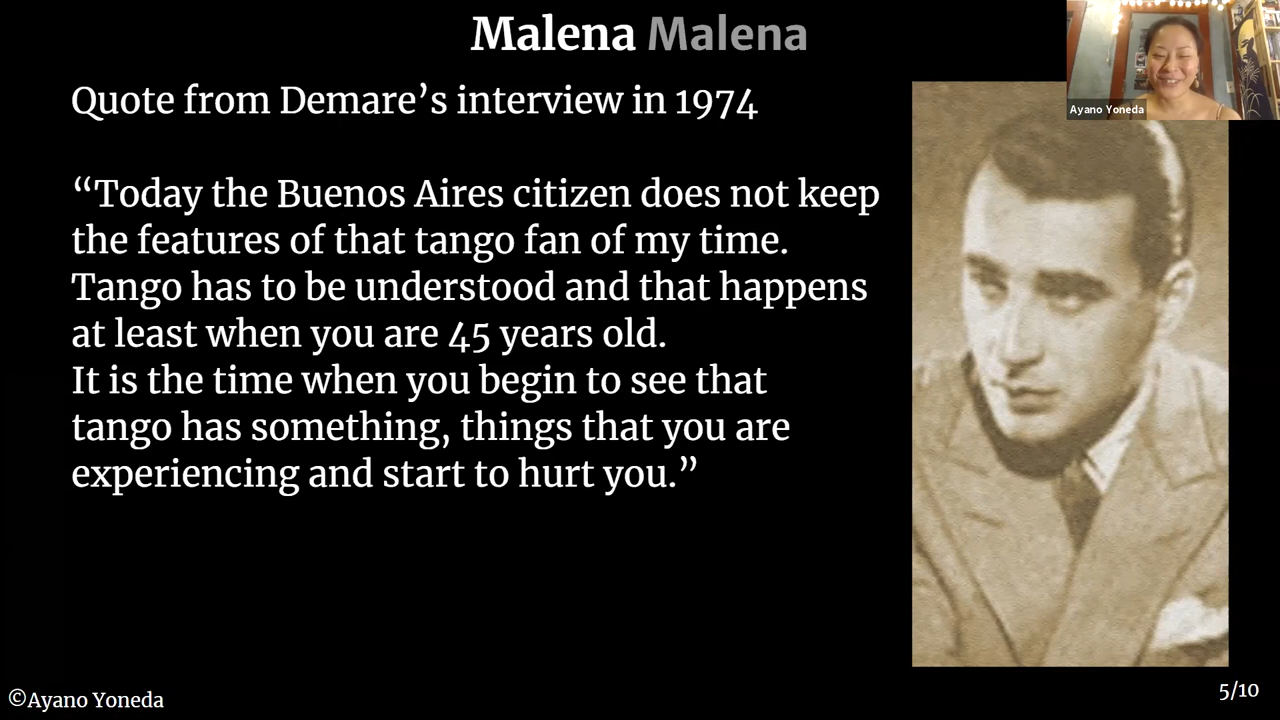 Malena Malena
Ayano Yoneda
Quote from Demare’s interview in 1974
“Today the Buenos Aires citizen does not keep
the features of that tango fan of my time.
Tango has to be understood and that happens
at least when you are 45 years old.
It is the time when you begin to see that
tango has something, things that you are
experiencing and start to hurt you.”
©Ayano Yoneda
5/10